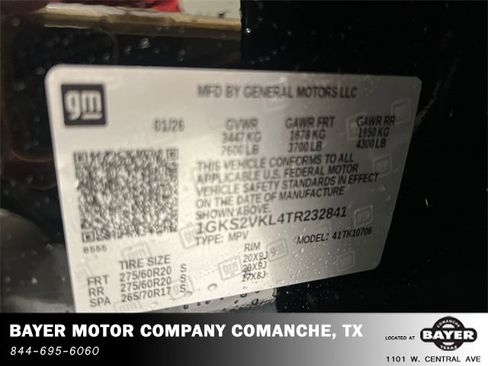 gm
MFD BY GENERAL MOTORS LLC
01/26 GVWR GAWR FRT GAWR RR
3447 KG 1678 KG 1950 KG
7600 LB 3700 LB 4300 LB
THIS VEHICLE CONFORMS TO ALL
APPLICABLE U.S. FEDERAL MOTOR
VEHICLE SAFETY STANDARDS IN EFFECT
ON THE DATE OF MANUFACTURE
1GKS2VKL4TR232841
TYPE: MPV MODEL: 41TK10706
8555
TIRE SIZE RIM
FRT 275/60R20 S 20X9J
RR 275/60R20 S 20X9J
SPA 265/70R17 S 17X8J
BAYER MOTOR COMPANY COMANCHE, TX
844-695-6060
LOCATED AT
COMANCHE
BAYER
TEXAS
1101 W. CENTRAL AVE